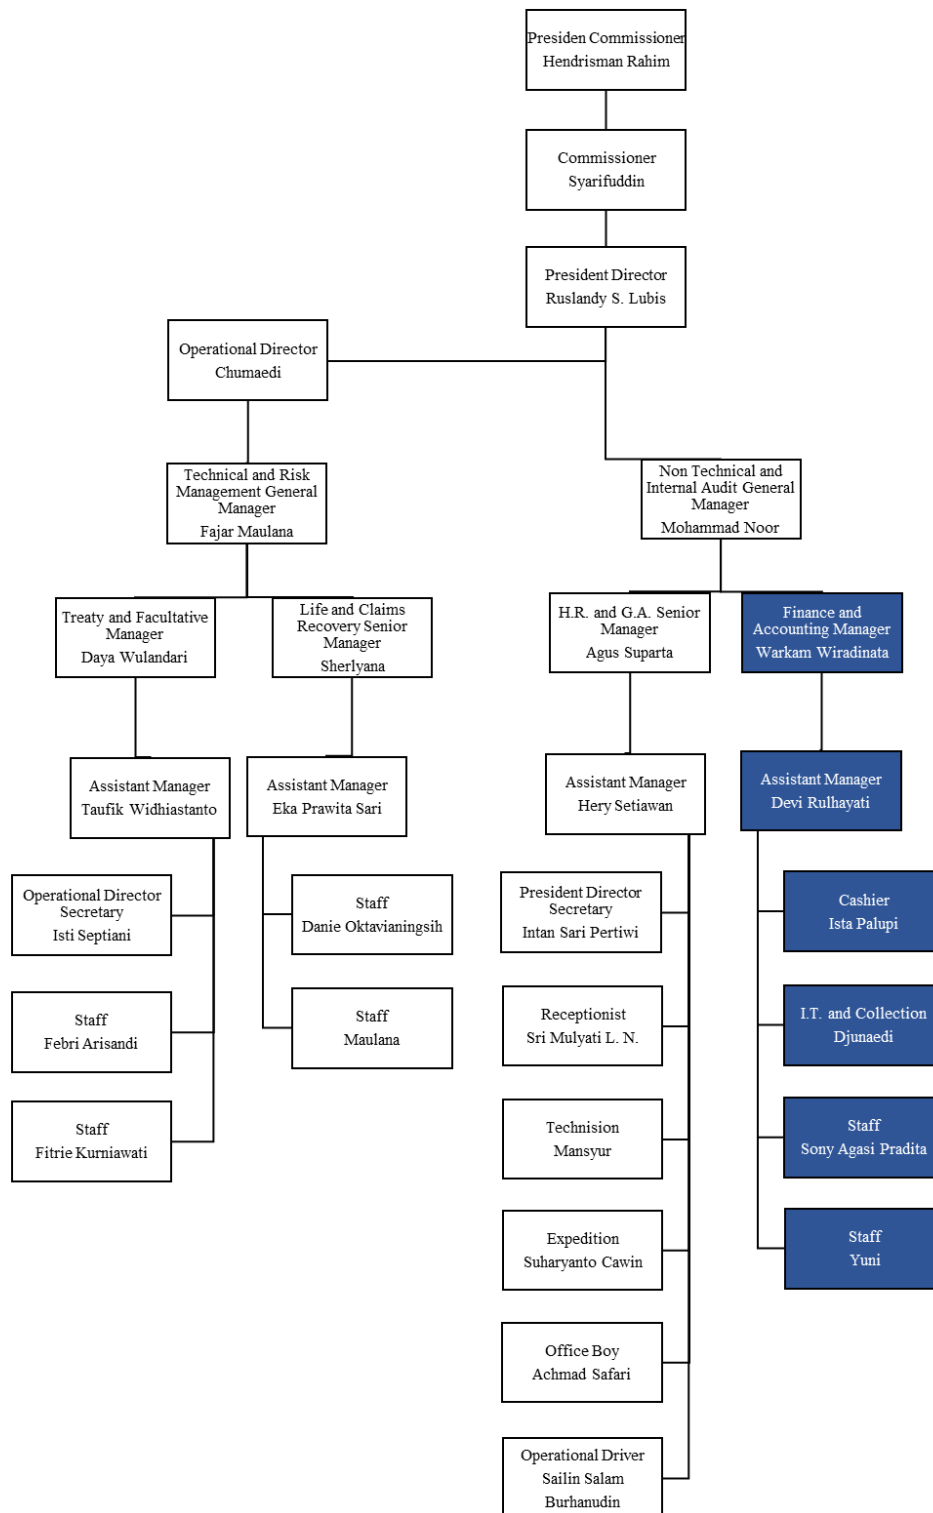 Presiden Commissioner
Hendrisman Rahim
Commissioner
Syarifuddin
President Director
Ruslandy S. Lubis
Operational Director
Chumaedi
Technical and Risk
Management General
Manager
Fajar Maulana
Non Technical and
Internal Audit General
Manager
Mohammad Noor
Treaty and Facultative
Manager
Daya Wulandari
Life and Claims
Recovery Senior
Manager
Sherlyana
H.R. and G.A. Senior
Manager
Agus Suparta
Finance and
Accounting Manager
Warkam Wiradinata
Assistant Manager
Taufik Widhiastanto
Assistant Manager
Eka Prawita Sari
Assistant Manager
Hery Setiawan
Assistant Manager
Devi Rulhayati
Operational Director
Secretary
Isti Septiani
Staff
Febri Arisandi
Staff
Fitrie Kurniawati
Staff
Danie Oktavianingsih
Staff
Maulana
President Director
Secretary
Intan Sari Pertiwi
Receptionist
Sri Mulyati L. N.
Technision
Mansyur
Expedition
Suharyanto Cawin
Office Boy
Achmad Safari
Operational Driver
Sailin Salam
Burhanudin
Cashier
Ista Palupi
I.T. and Collection
Djunaedi
Staff
Sony Agasi Pradita
Staff
Yuni